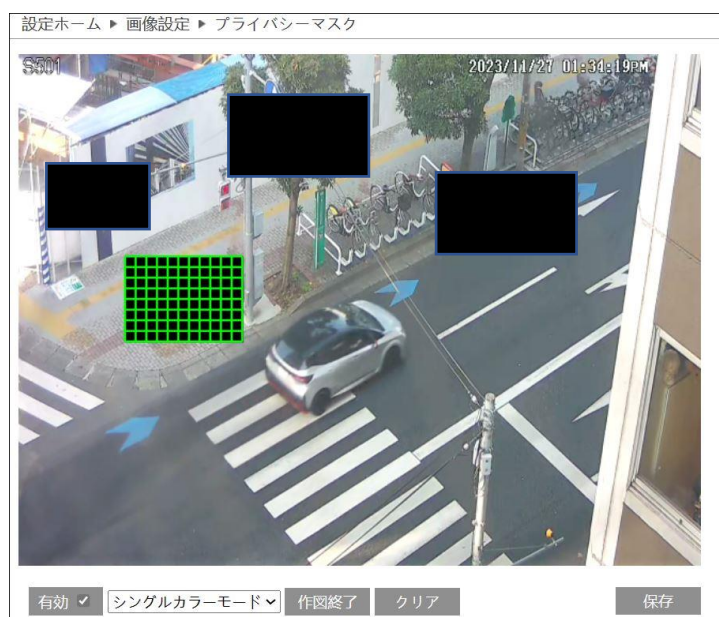 設定ホーム ▶ 画像設定 ▶ プライバシーマスク
S501 2023/11/27 01:34:19PM
有効 シングルカラーモード 作図終了 クリア 保存